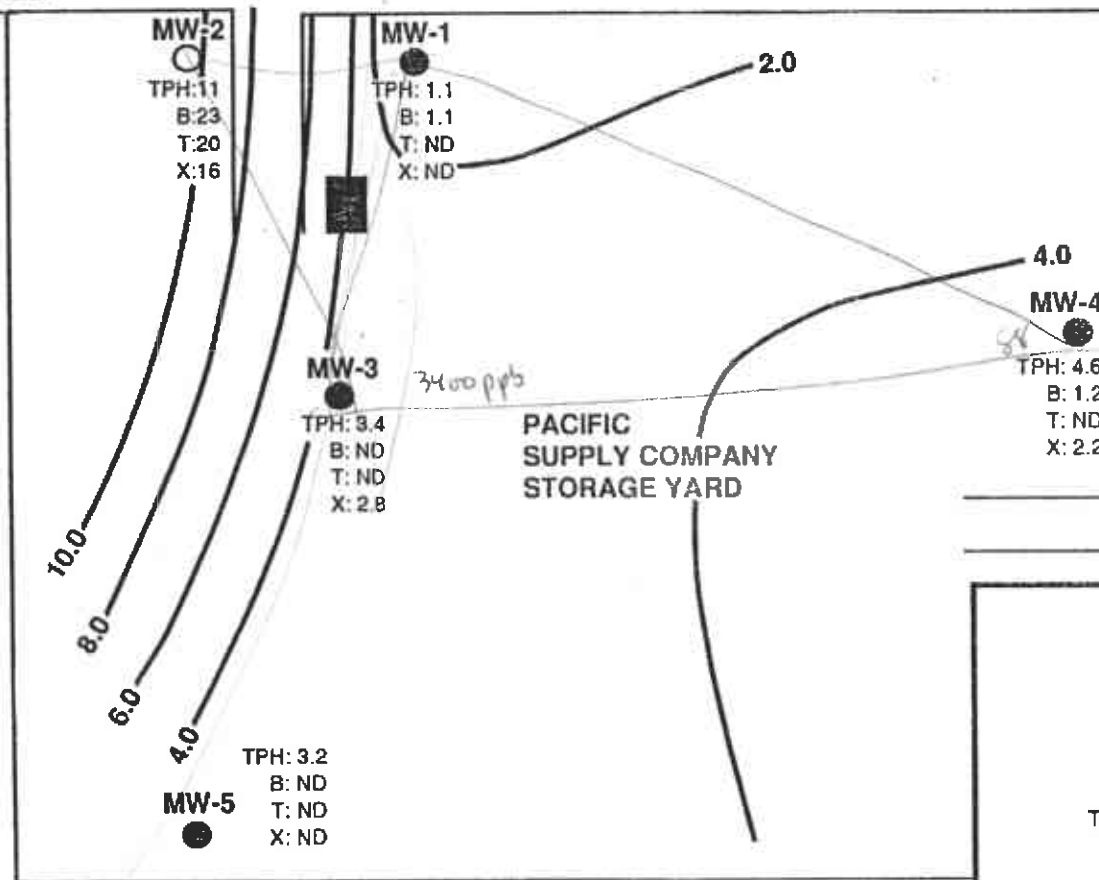 MW-2
TPH:11
B:23
T:20
X:16
MW-1
TPH: 1.1
B: 1.1
T: ND
X: ND
2.0
4.0
MW-4
TPH: 4.6
B: 1.2
T: ND
X: 2.2
MW-3
TPH: 3.4
B: ND
T: ND
X: 2.8
3400 ppb
PACIFIC
SUPPLY COMPANY
STORAGE YARD
10.0
8.0
6.0
4.0
MW-5
TPH: 3.2
B: ND
T: ND
X: ND
T